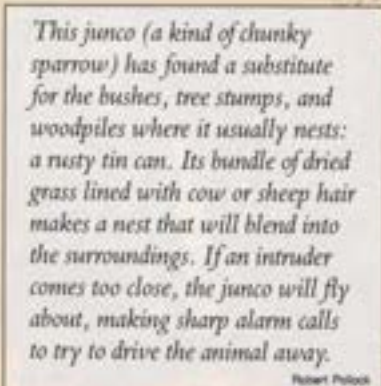 This junco (a kind of chunky
sparrow) has found a substitute
for the bushes, tree stumps, and
woodpiles where it usually nests:
a rusty tin can. Its bundle of dried
grass lined with cow or sheep hair
makes a nest that will blend into
the surroundings. If an intruder
comes too close, the junco will fly
about, making sharp alarm calls
to try to drive the animal away.
Robert Pollock